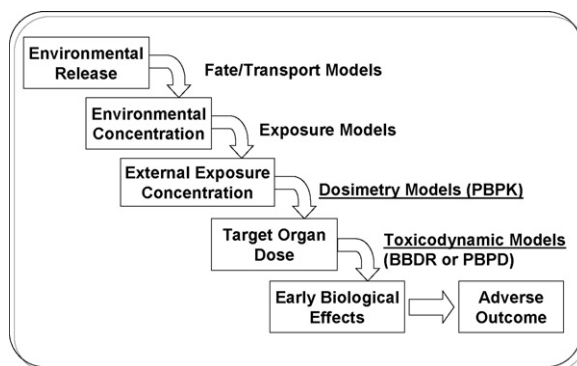 Environmental
Release
Fate/Transport Models
Environmental
Concentration
Exposure Models
External Exposure
Concentration
Dosimetry Models (PBPK)
Target Organ
Dose
Toxicodynamic Models
(BBDR or PBPD)
Early Biological
Effects
Adverse
Outcome